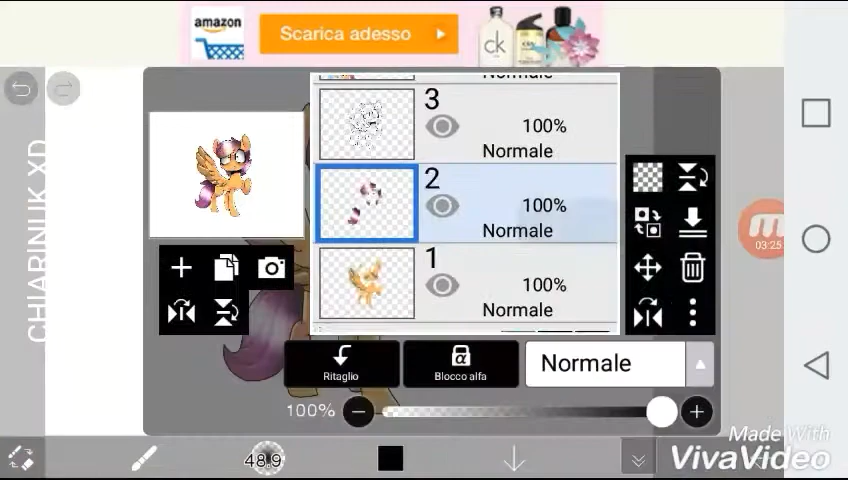 amazon
Scarica adesso
ck
Normale
3
100%
Normale
2
100%
Normale
1
100%
Normale
CHIARINUK XD
03:25
Ritaglio
α
Blocco alfa
Normale
100%
48.9
Made With
VivaVideo